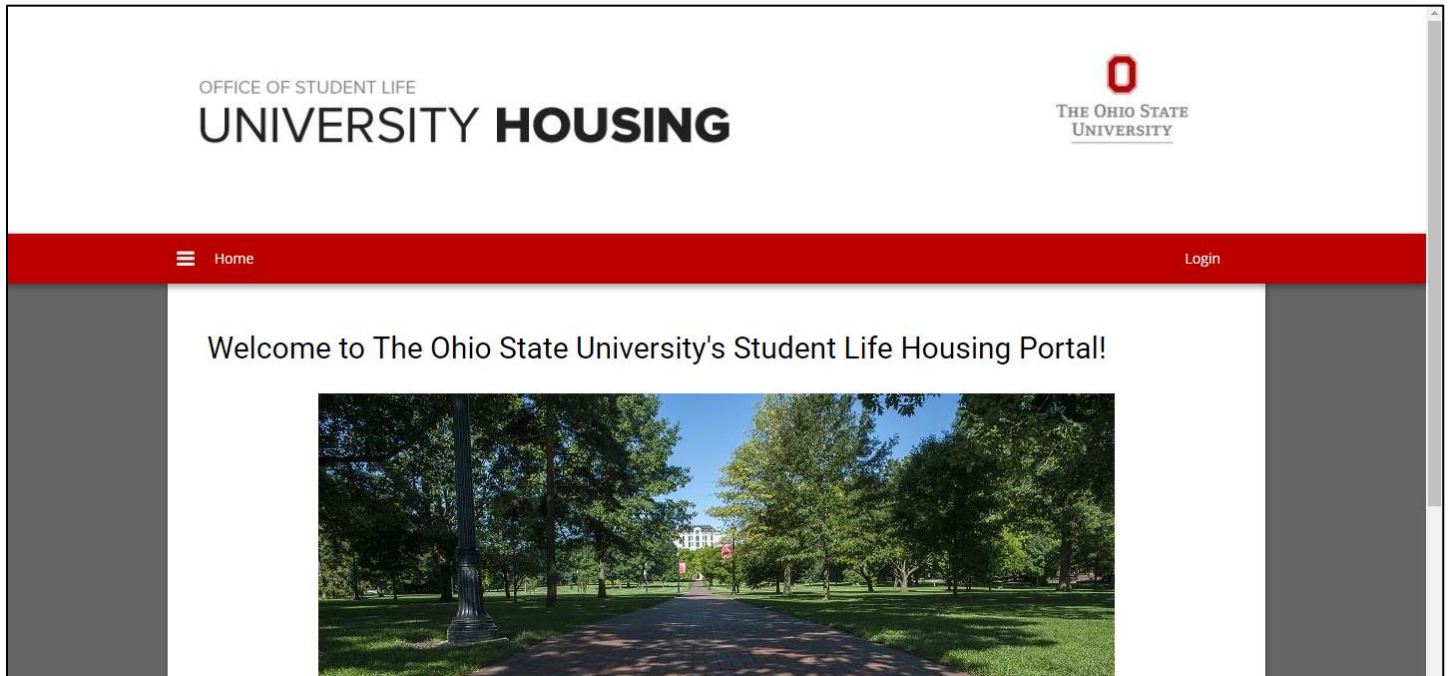 OFFICE OF STUDENT LIFE
UNIVERSITY HOUSING
THE OHIO STATE
UNIVERSITY
Home
Login
Welcome to The Ohio State University's Student Life Housing Portal!